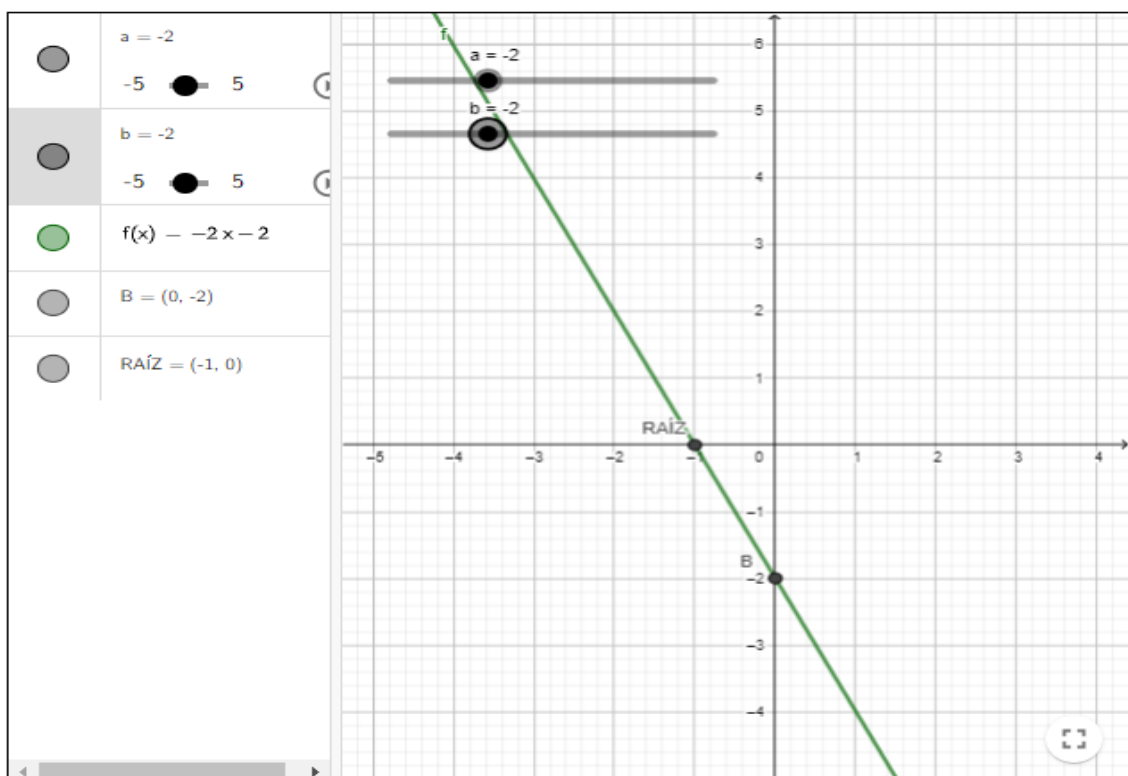 a = -2
-5 5
b = -2
-5 5
f(x) = −2 x − 2
B = (0, -2)
RAÍZ = (-1, 0)
f
a = -2
b = -2
6
5
4
3
2
1
RAÍZ
−5 −4 −3 −2 −1 0 1 2 3 4
−1
B
−2
−3
−4